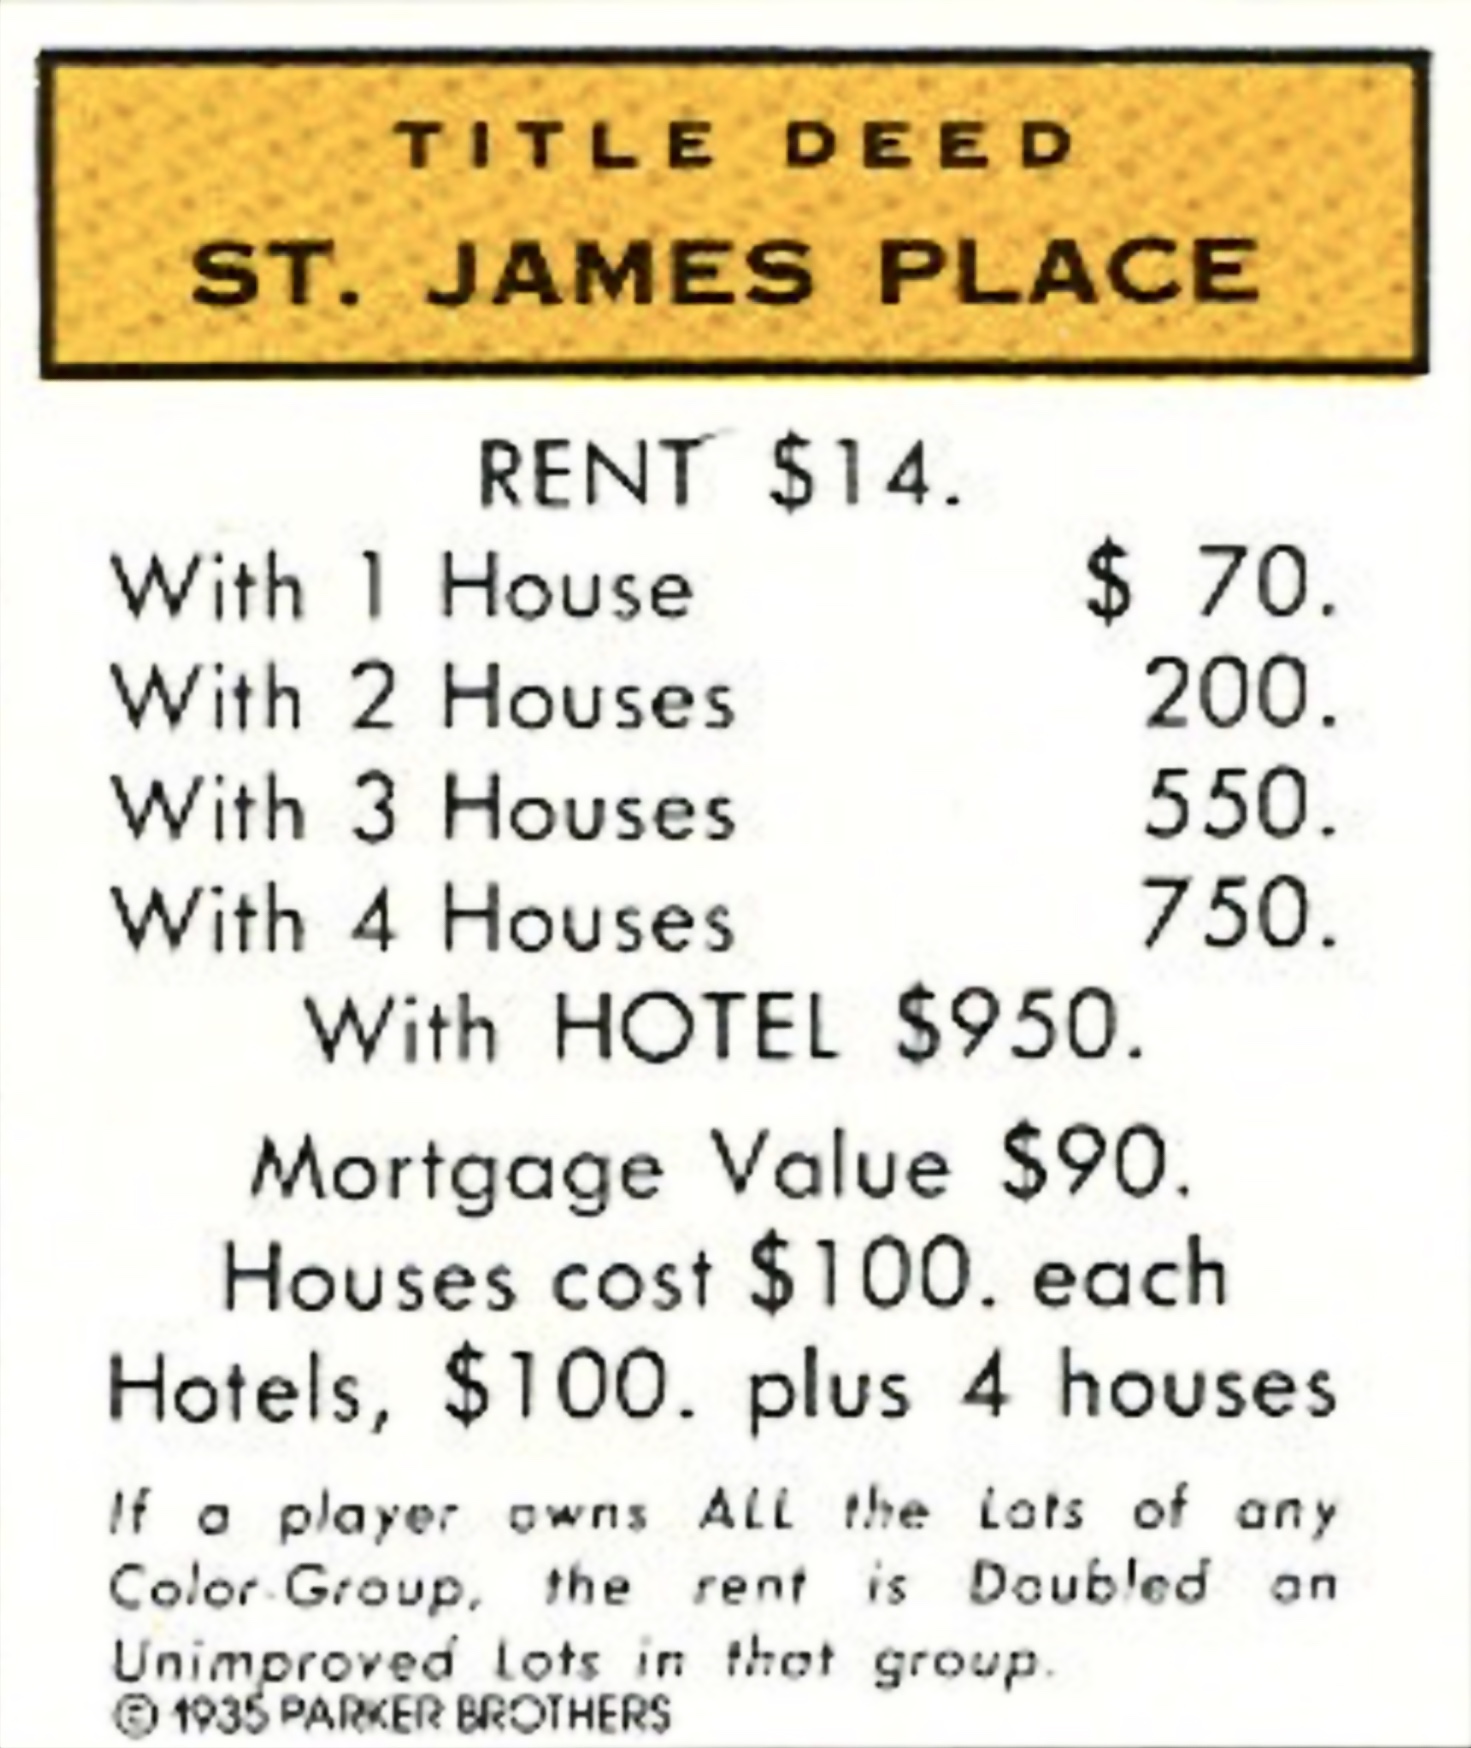 TITLE DEED
ST. JAMES PLACE
RENT $14.
With 1 House $ 70.
With 2 Houses 200.
With 3 Houses 550.
With 4 Houses 750.
With HOTEL $950.
Mortgage Value $90.
Houses cost $100. each
Hotels, $100. plus 4 houses
If a player owns ALL the Lots of any
Color-Group, the rent is Doubled on
Unimproved Lots in that group.
© 1935 PARKER BROTHERS